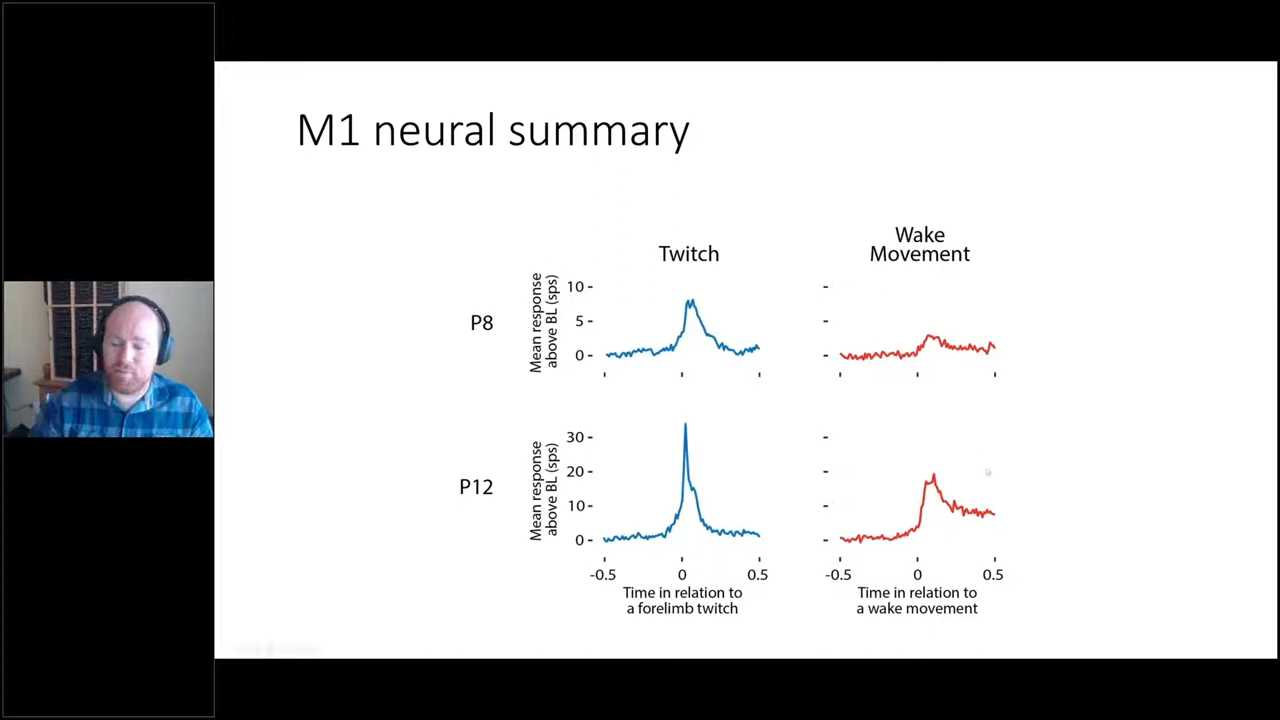 M1 neural summary
Twitch
Wake
Movement
P8
Mean response
above BL (sps)
10
5
0
P12
Mean response
above BL (sps)
30
20
10
0
-0.5 0 0.5
Time in relation to
a forelimb twitch
-0.5 0 0.5
Time in relation to
a wake movement